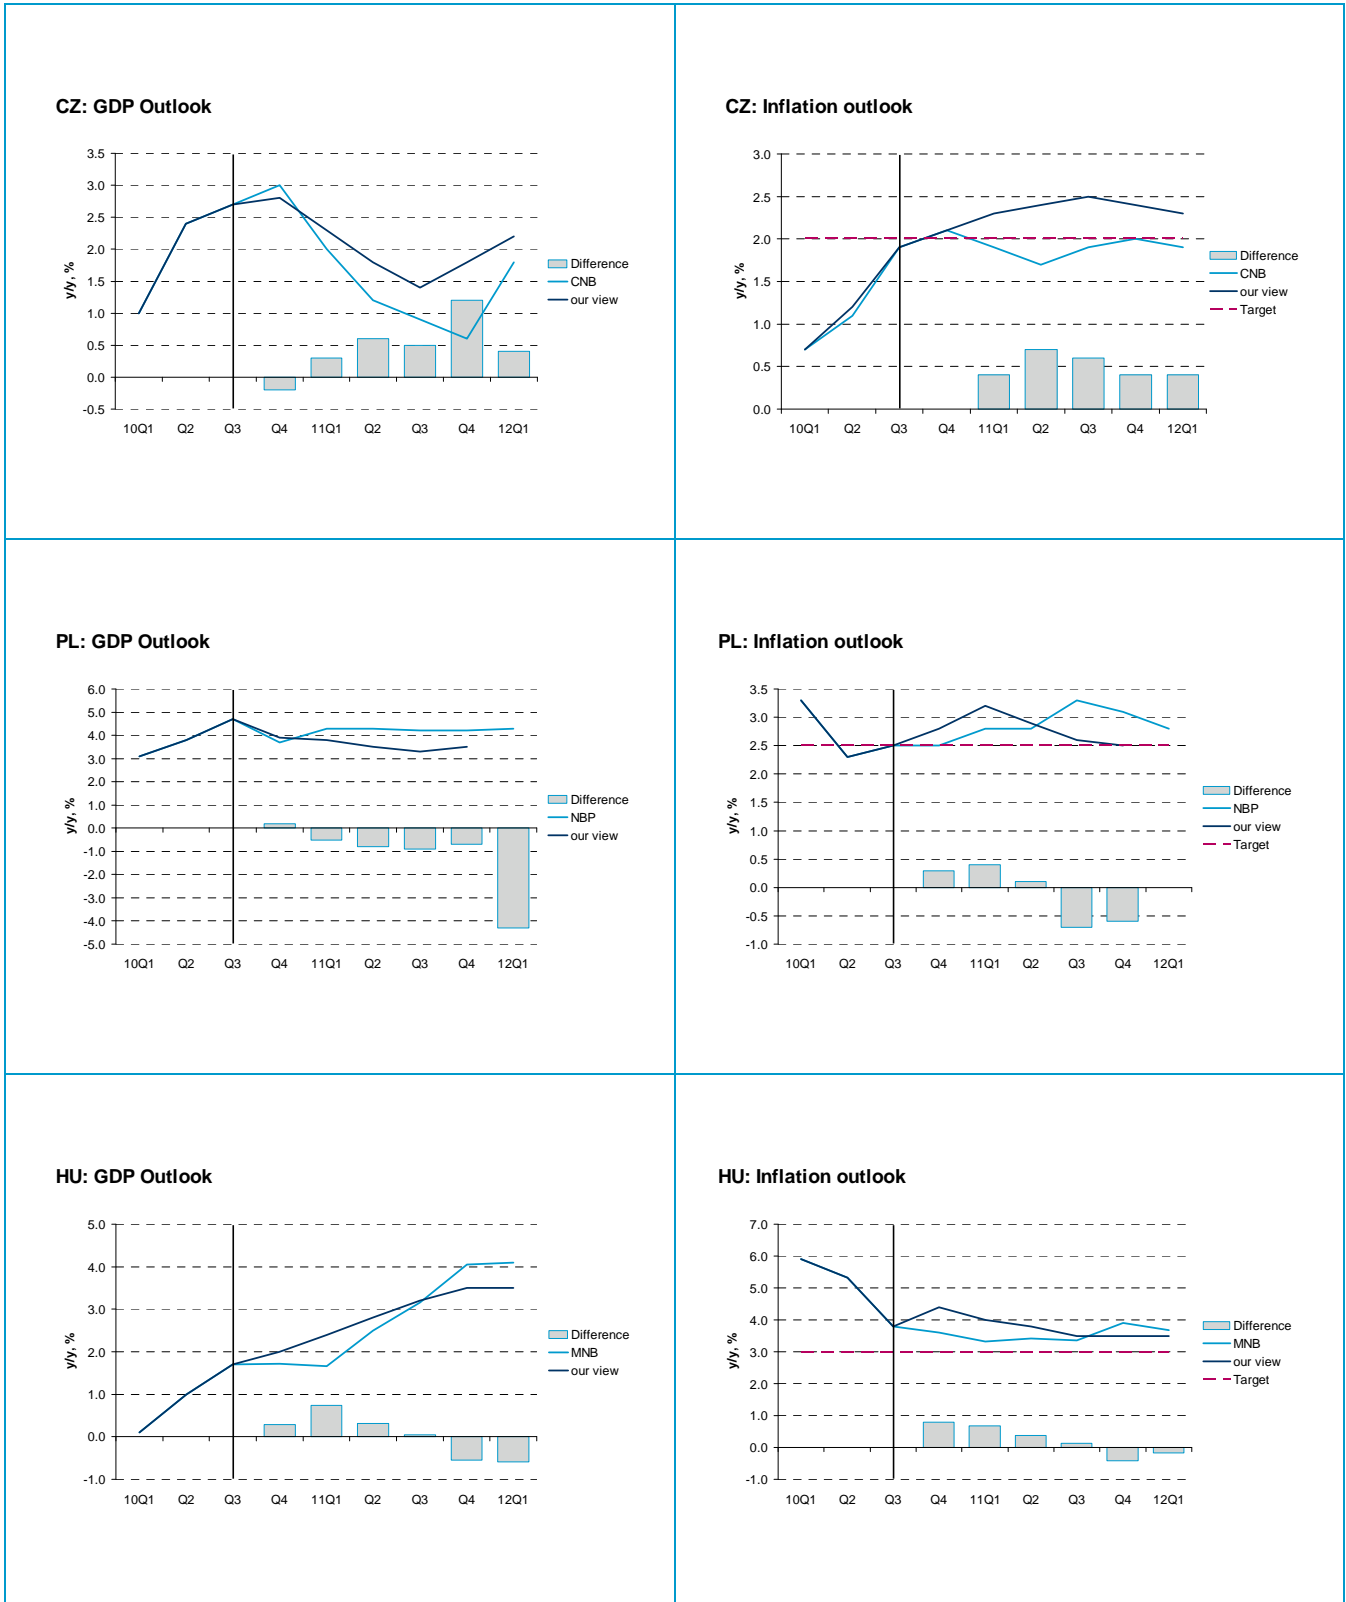 CZ: GDP Outlook
3.5
3.0
2.5
2.0
1.5
1.0
0.5
0.0
-0.5
y/y, %
10Q1 Q2 Q3 Q4 11Q1 Q2 Q3 Q4 12Q1
Difference
CNB
our view
CZ: Inflation outlook
3.0
2.5
2.0
1.5
1.0
0.5
0.0
y/y, %
10Q1 Q2 Q3 Q4 11Q1 Q2 Q3 Q4 12Q1
Difference
CNB
our view
Target
PL: GDP Outlook
6.0
5.0
4.0
3.0
2.0
1.0
0.0
-1.0
-2.0
-3.0
-4.0
-5.0
y/y, %
10Q1 Q2 Q3 Q4 11Q1 Q2 Q3 Q4 12Q1
Difference
NBP
our view
PL: Inflation outlook
3.5
3.0
2.5
2.0
1.5
1.0
0.5
0.0
-0.5
-1.0
y/y, %
10Q1 Q2 Q3 Q4 11Q1 Q2 Q3 Q4 12Q1
Difference
NBP
our view
Target
HU: GDP Outlook
5.0
4.0
3.0
2.0
1.0
0.0
-1.0
y/y, %
10Q1 Q2 Q3 Q4 11Q1 Q2 Q3 Q4 12Q1
Difference
MNB
our view
HU: Inflation outlook
7.0
6.0
5.0
4.0
3.0
2.0
1.0
0.0
-1.0
y/y, %
10Q1 Q2 Q3 Q4 11Q1 Q2 Q3 Q4 12Q1
Difference
MNB
our view
Target